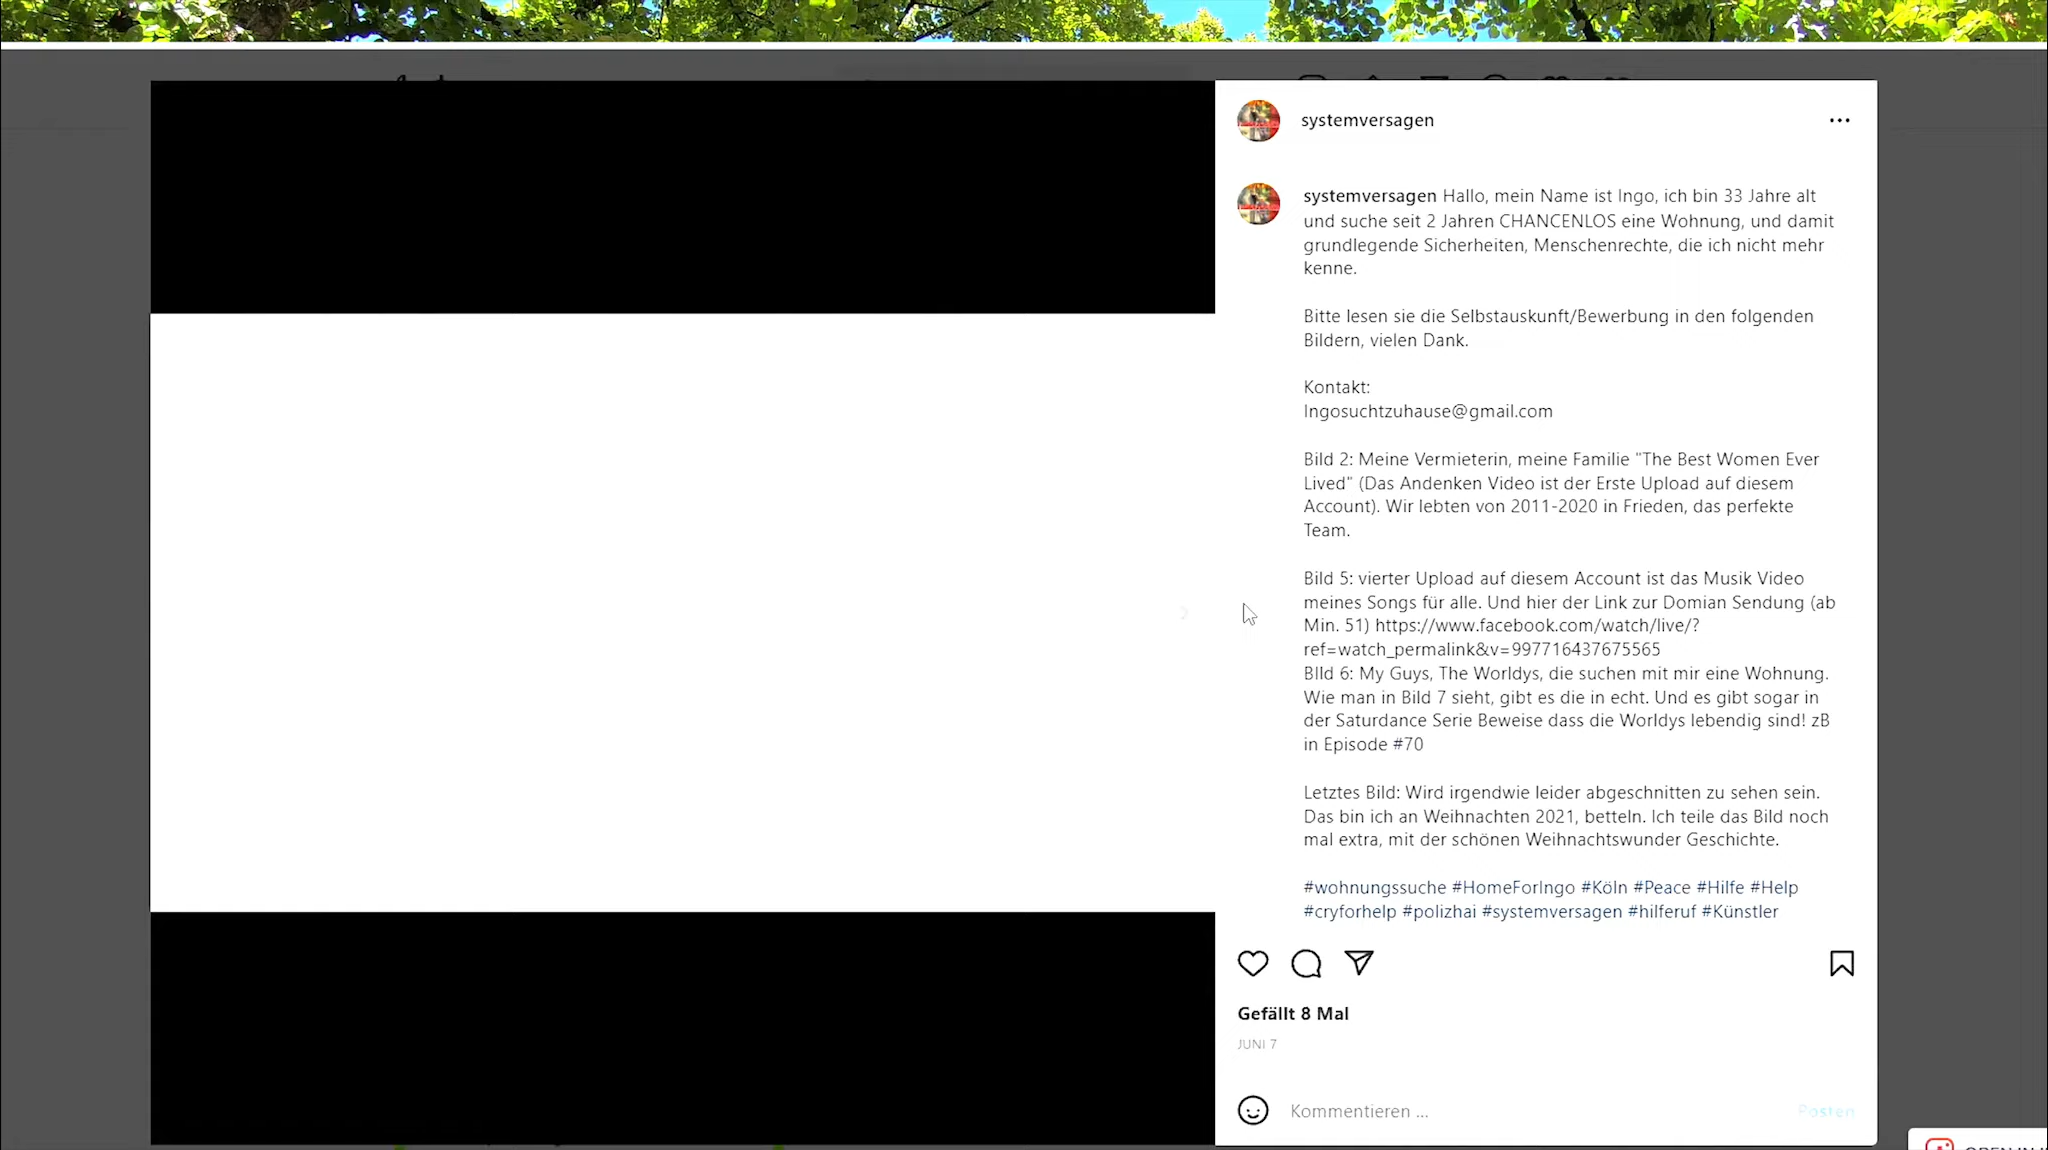 systemversagen
systemversagen Hallo, mein Name ist Ingo, ich bin 33 Jahre alt
und suche seit 2 Jahren CHANCENLOS eine Wohnung, und damit
grundlegende Sicherheiten, Menschenrechte, die ich nicht mehr
kenne.
Bitte lesen sie die Selbstauskunft/Bewerbung in den folgenden
Bildern, vielen Dank.
Kontakt:
Ingosuchtzuhause@gmail.com
Bild 2: Meine Vermieterin, meine Familie "The Best Women Ever
Lived" (Das Andenken Video ist der Erste Upload auf diesem
Account). Wir lebten von 2011-2020 in Frieden, das perfekte
Team.
Bild 5: vierter Upload auf diesem Account ist das Musik Video
meines Songs für alle. Und hier der Link zur Domian Sendung (ab
Min. 51) https://www.facebook.com/watch/live/?
ref=watch_permalink&v=997716437675565
BIld 6: My Guys, The Worldys, die suchen mit mir eine Wohnung.
Wie man in Bild 7 sieht, gibt es die in echt. Und es gibt sogar in
der Saturdance Serie Beweise dass die Worldys lebendig sind! zB
in Episode #70
Letztes Bild: Wird irgendwie leider abgeschnitten zu sehen sein.
Das bin ich an Weihnachten 2021, betteln. Ich teile das Bild noch
mal extra, mit der schönen Weihnachtswunder Geschichte.
#wohnungssuche #HomeForIngo #Köln #Peace #Hilfe #Help
#cryforhelp #polizhai #systemversagen #hilferuf #Künstler
Gefällt 8 Mal
JUNI 7
Kommentieren ...
Posten